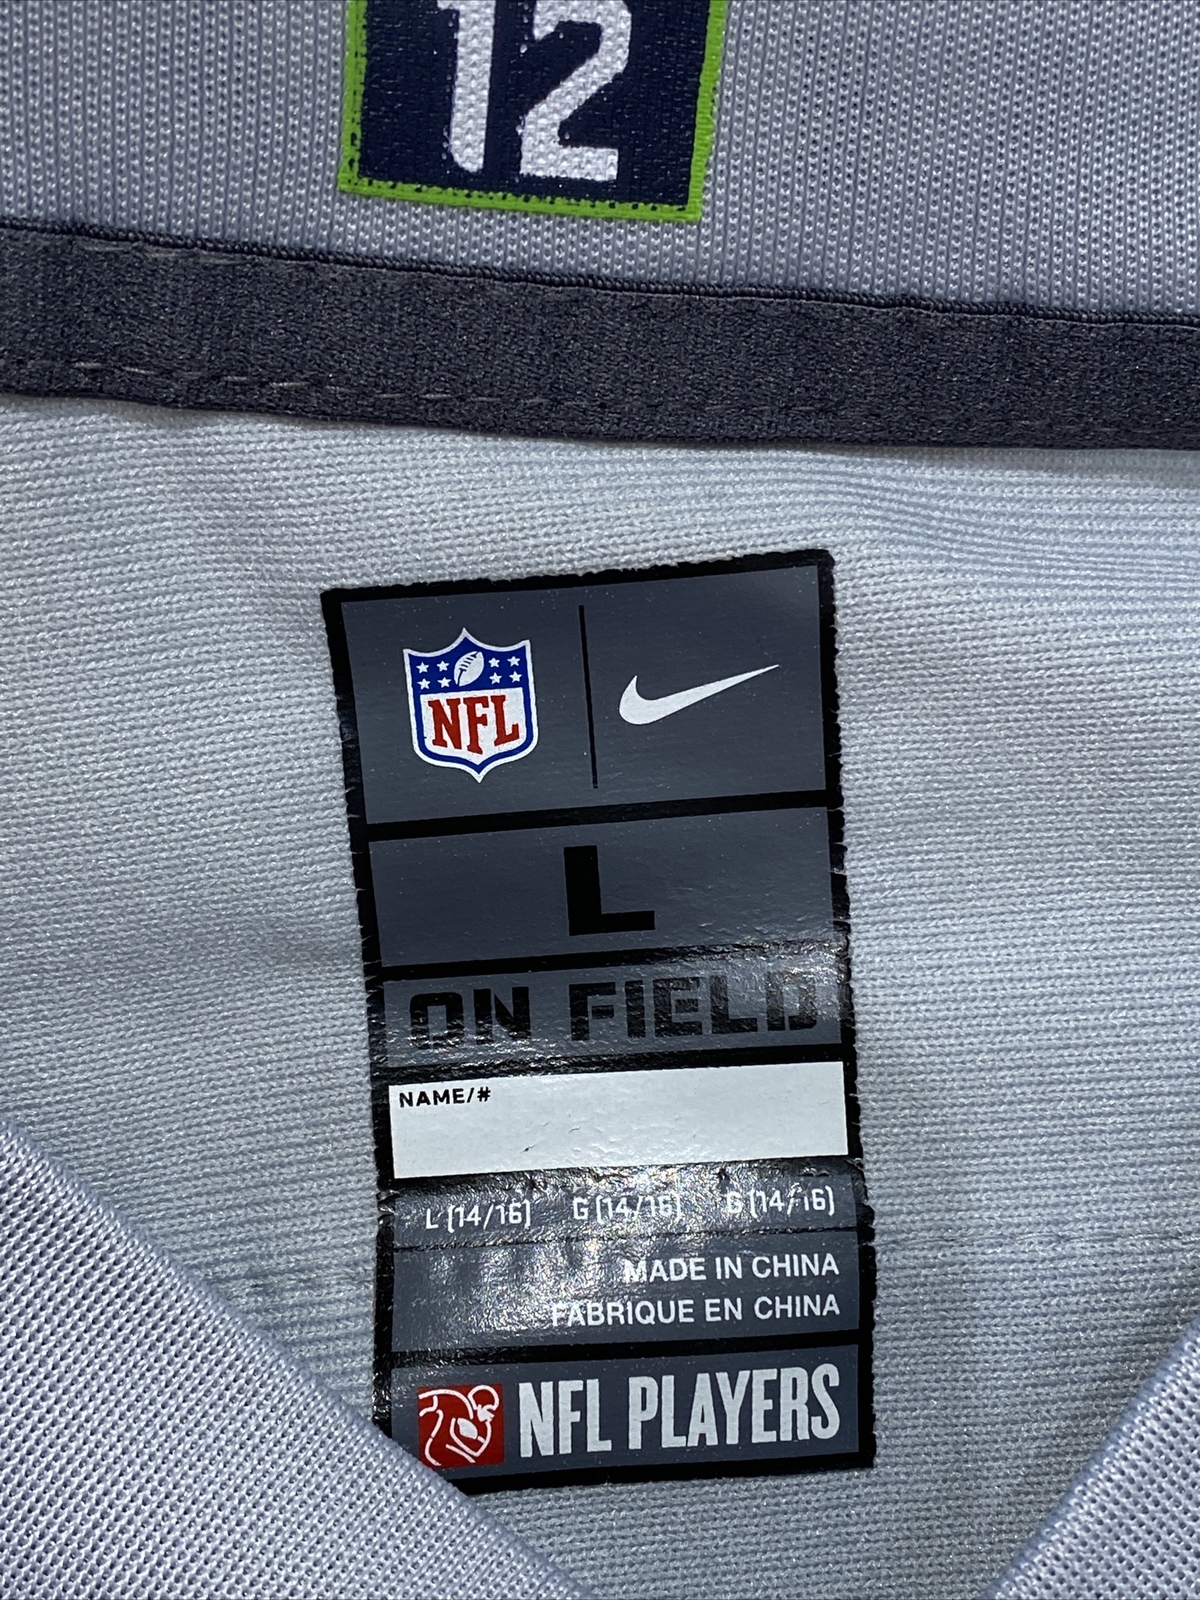 12
NFL
L
ON FIELD
NAME/#
L (14/16) G (14/16) G (14/16)
MADE IN CHINA
FABRIQUE EN CHINA
NFL PLAYERS